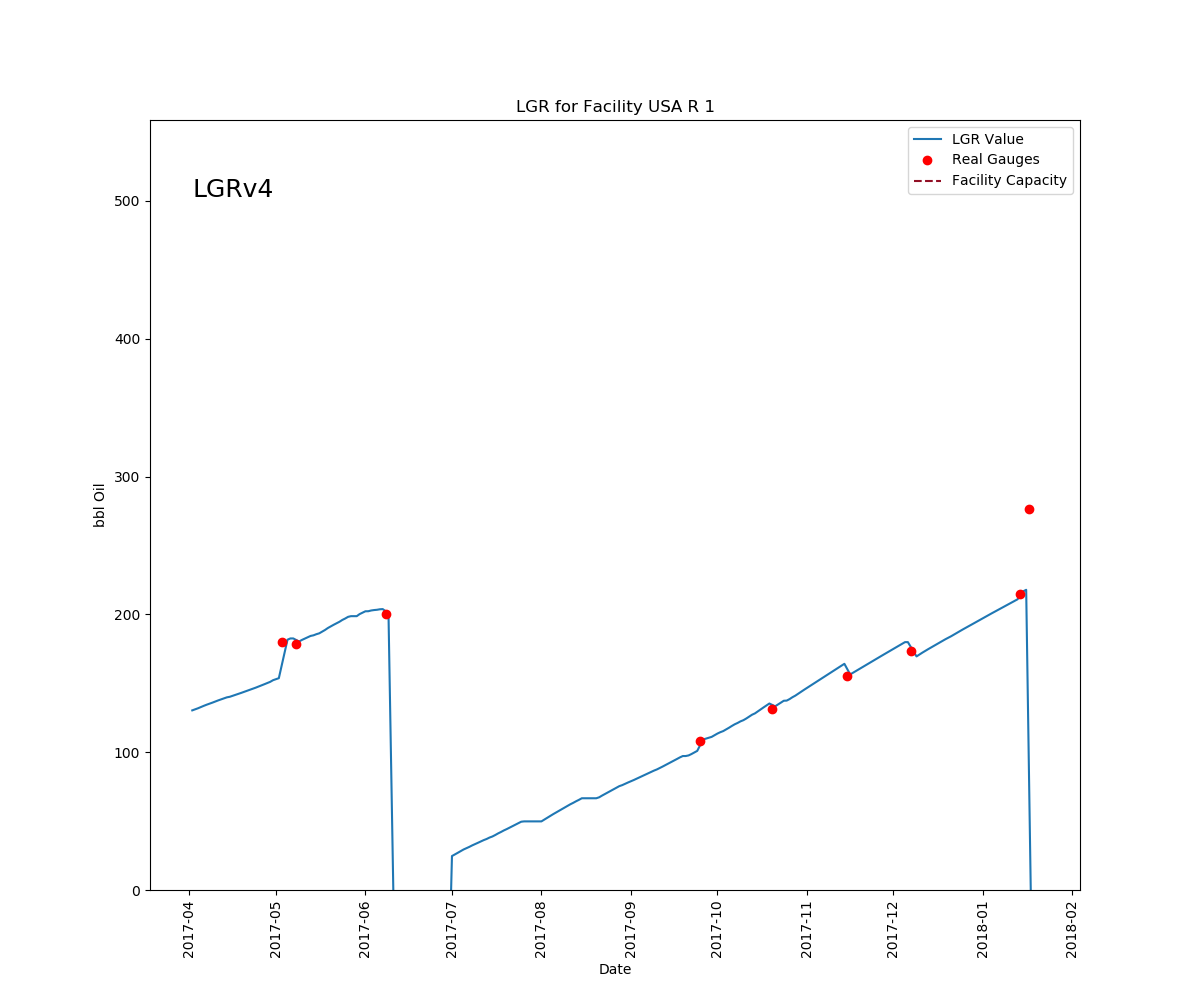 LGR for Facility USA R 1
LGRv4
LGR Value
Real Gauges
Facility Capacity
500
400
300
200
100
0
bbl Oil
2017-04
2017-05
2017-06
2017-07
2017-08
2017-09
2017-10
2017-11
2017-12
2018-01
2018-02
Date